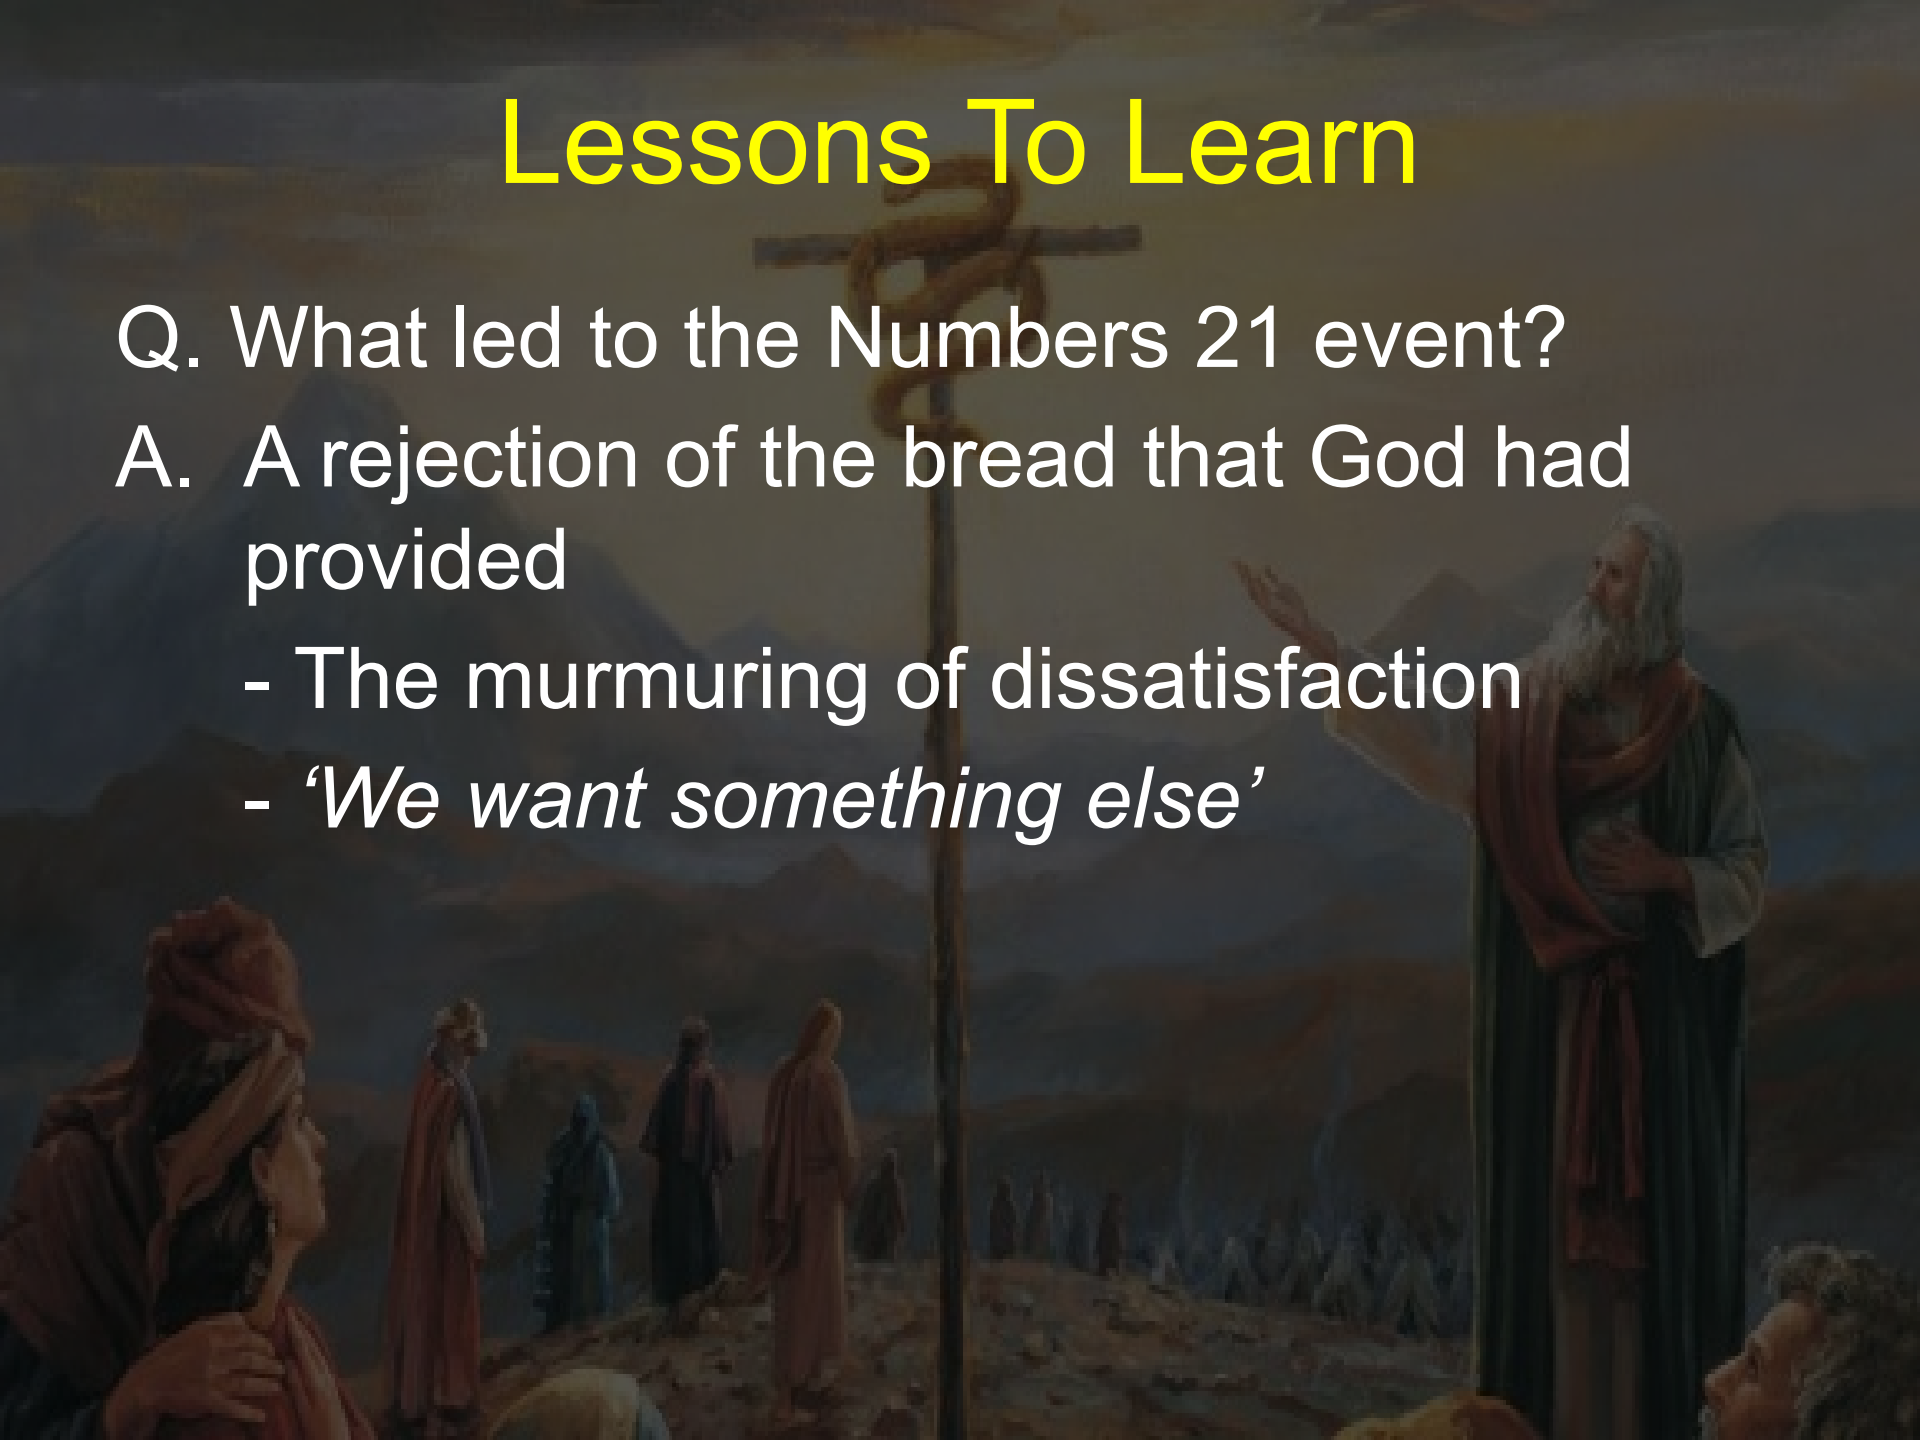 Lessons To Learn
Q. What led to the Numbers 21 event?
A. A rejection of the bread that God had
provided
- The murmuring of dissatisfaction
- ‘We want something else’